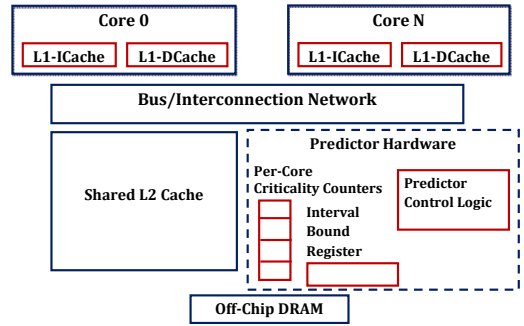 Core 0
Core N
L1-ICache
L1-DCache
L1-ICache
L1-DCache
Bus/Interconnection Network
Shared L2 Cache
Predictor Hardware
Per-Core
Criticality Counters
Interval
Bound
Register
Predictor
Control Logic
Off-Chip DRAM